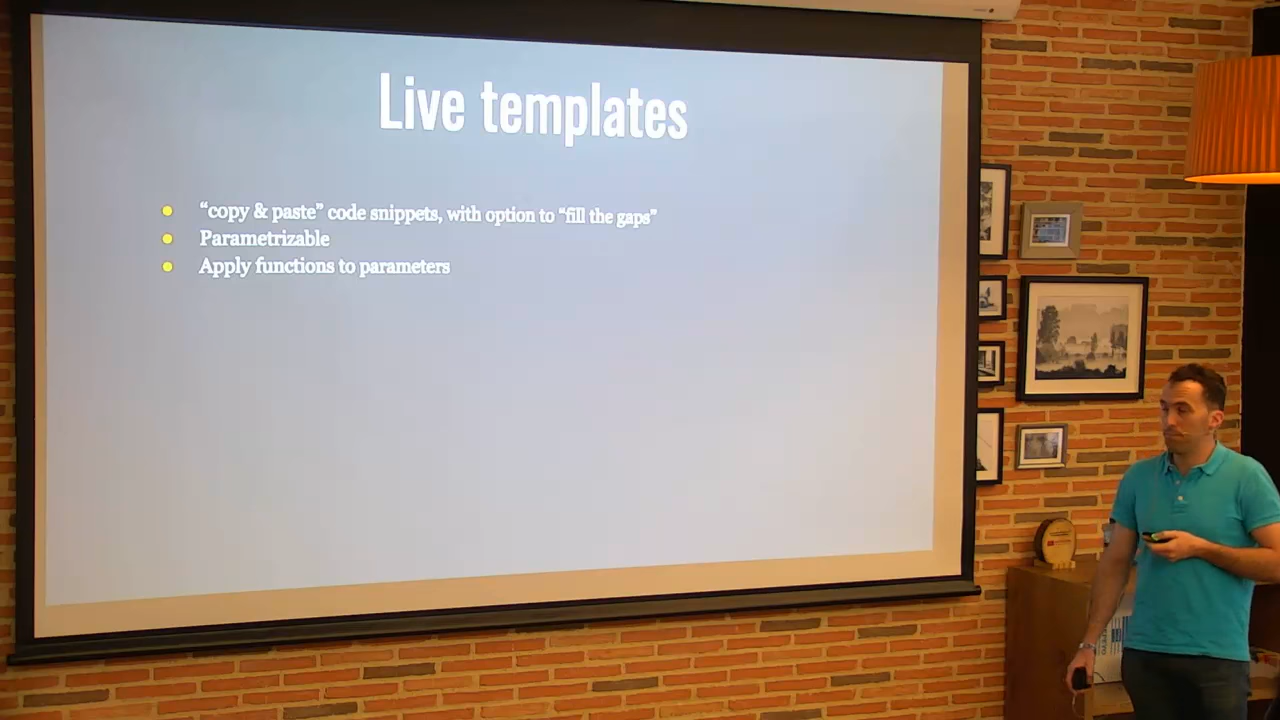 Live templates
“copy & paste” code snippets, with option to “fill the gaps”
Parametrizable
Apply functions to parameters